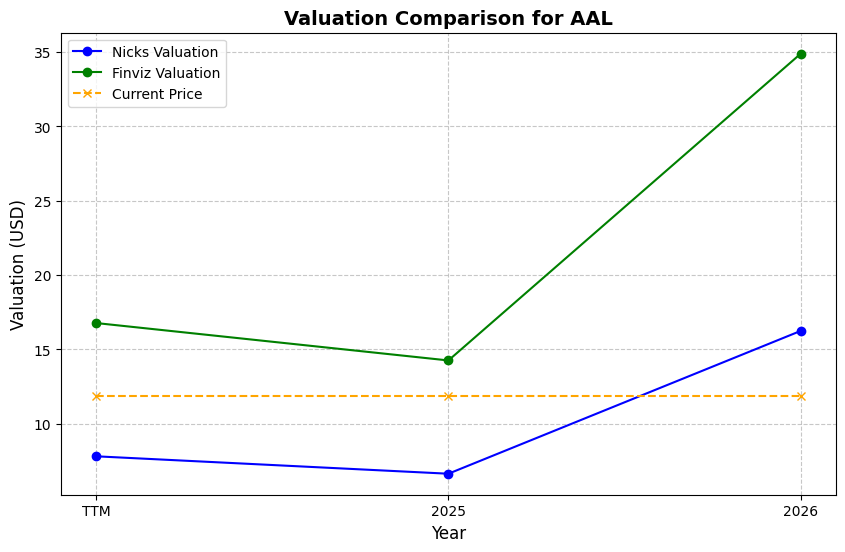 Valuation Comparison for AAL
Nicks Valuation
Finviz Valuation
Current Price
Valuation (USD)
35
30
25
20
15
10
TTM
2025
2026
Year